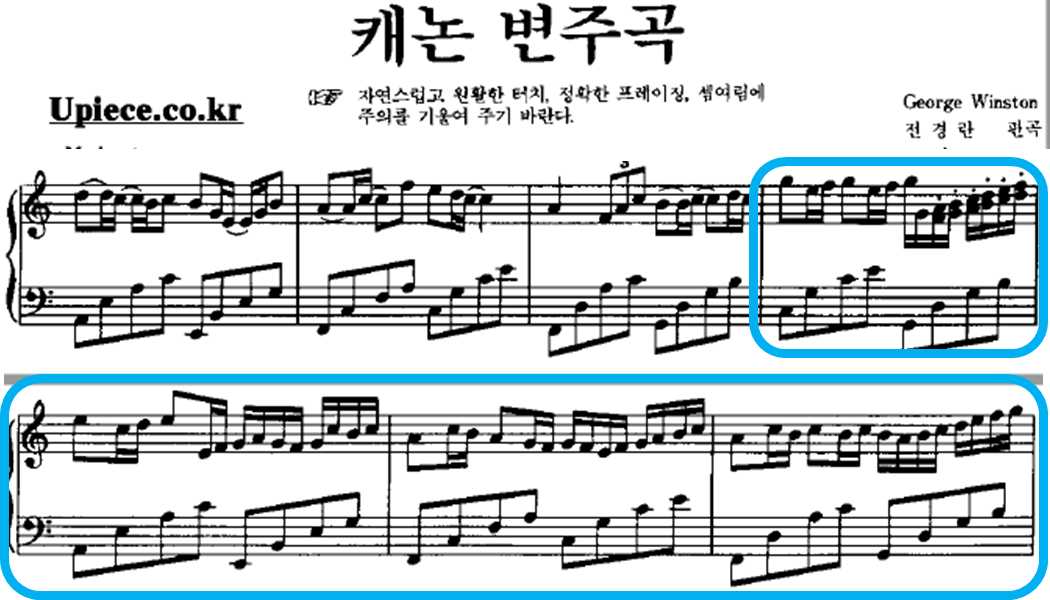 캐논 변주곡
☞ 자연스럽고, 원활한 터치, 정확한 프레이징, 셈여림에
주의를 기울여 주기 바란다.
Upiece.co.kr
George Winston
전 경 란 편곡
3